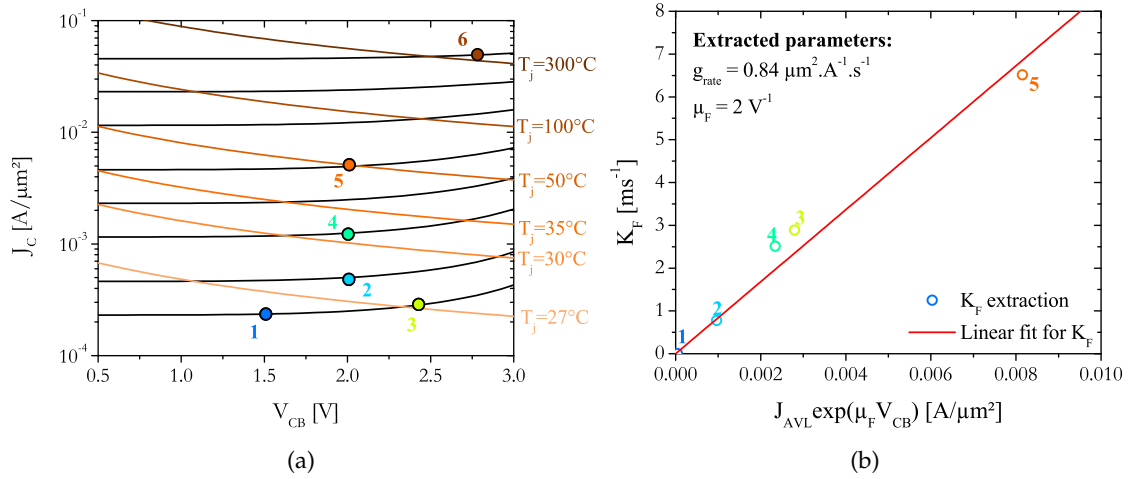 10⁻¹
10⁻²
10⁻³
10⁻⁴
J_C [A/µm²]
0.5 1.0 1.5 2.0 2.5 3.0
V_CB [V]
6
5
4
2
1
3
T_j=300°C
T_j=100°C
T_j=50°C
T_j=35°C
T_j=30°C
T_j=27°C
(a)
8
7
6
5
4
3
2
1
0
K_F [ms⁻¹]
Extracted parameters:
g_rate = 0.84 µm².A⁻¹.s⁻¹
µ_F = 2 V⁻¹
5
3
4
2
1
K_F extraction
Linear fit for K_F
0.000 0.002 0.004 0.006 0.008 0.010
J_AVL exp(µ_F V_CB) [A/µm²]
(b)